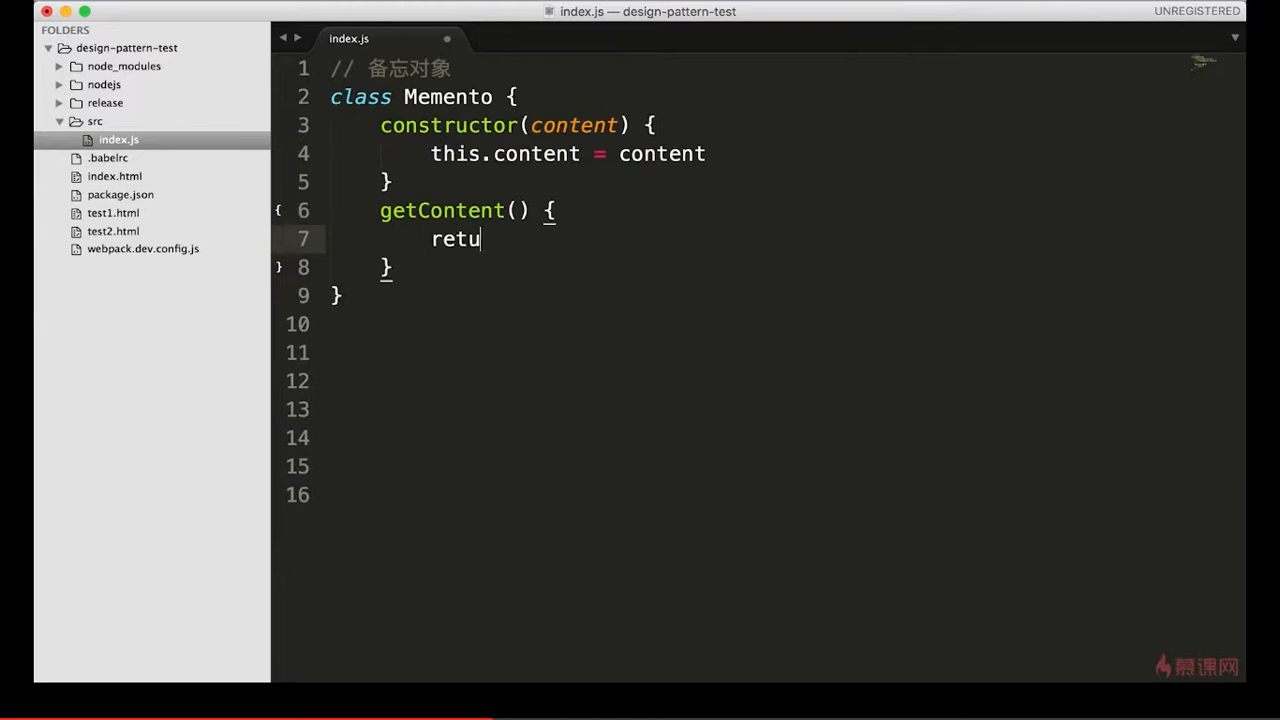 index.js — design-pattern-test
UNREGISTERED
FOLDERS
design-pattern-test
node_modules
nodejs
release
src
index.js
.babelrc
index.html
package.json
test1.html
test2.html
webpack.dev.config.js
index.js
1 // 备忘对象
2 class Memento {
3 constructor(content) {
4 this.content = content
5 }
{ 6 getContent() {
7 retu
} 8 }
9 }
10
11
12
13
14
15
16
慕课网